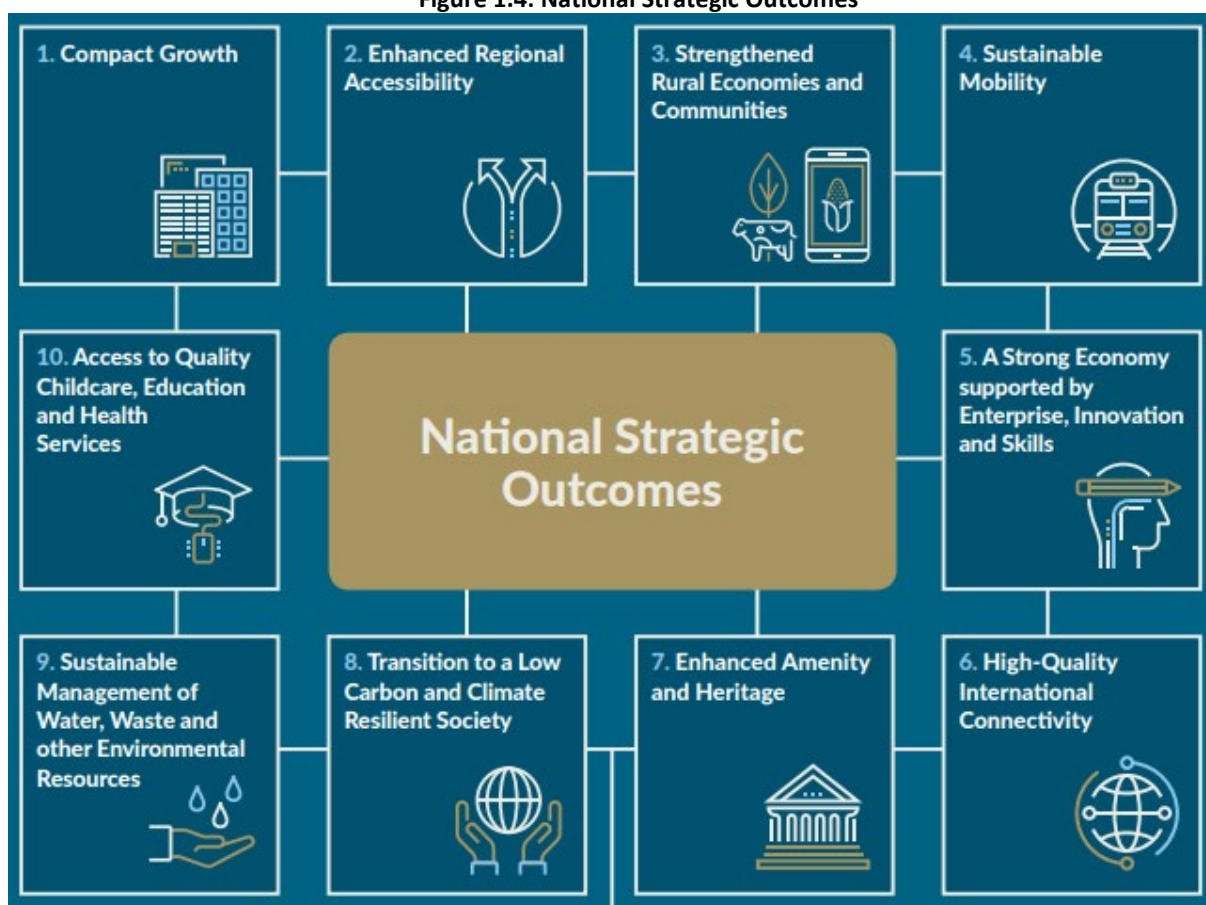 Figure 1.4: National Strategic Outcomes
1. Compact Growth
2. Enhanced Regional
Accessibility
3. Strengthened
Rural Economies and
Communities
4. Sustainable
Mobility
10. Access to Quality
Childcare, Education
and Health
Services
National Strategic
Outcomes
5. A Strong Economy
supported by
Enterprise, Innovation
and Skills
9. Sustainable
Management of
Water, Waste and
other Environmental
Resources
8. Transition to a Low
Carbon and Climate
Resilient Society
7. Enhanced Amenity
and Heritage
6. High-Quality
International
Connectivity